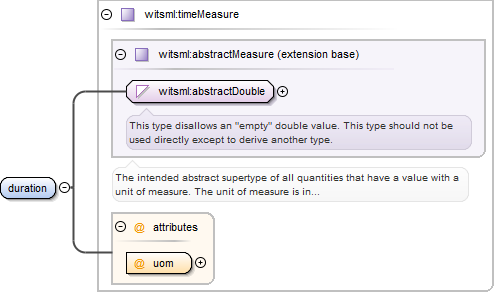 witsml:timeMeasure
witsml:abstractMeasure (extension base)
witsml:abstractDouble
This type disallows an "empty" double value. This type should not be
used directly except to derive another type.
The intended abstract supertype of all quantities that have a value with a
unit of measure. The unit of measure is in...
duration
@ attributes
@ uom